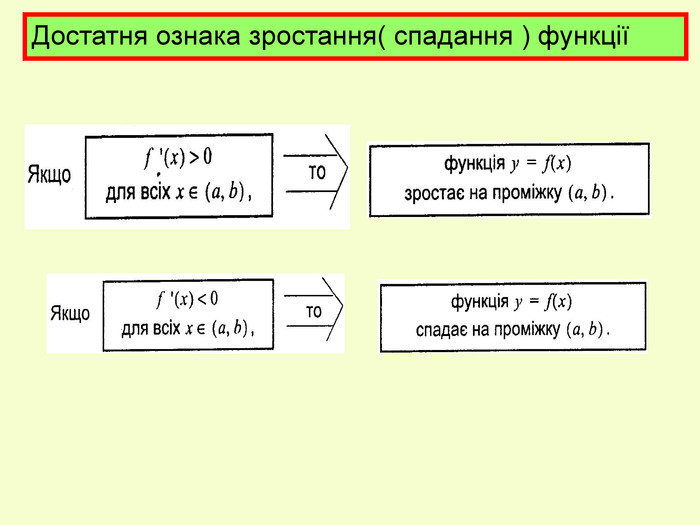 Достатня ознака зростання( спадання ) функції
Якщо
f '(x) > 0
для всіх x ∈ (a, b),
то
функція y = f(x)
зростає на проміжку (a, b).
Якщо
f '(x) < 0
для всіх x ∈ (a, b),
то
функція y = f(x)
спадає на проміжку (a, b).